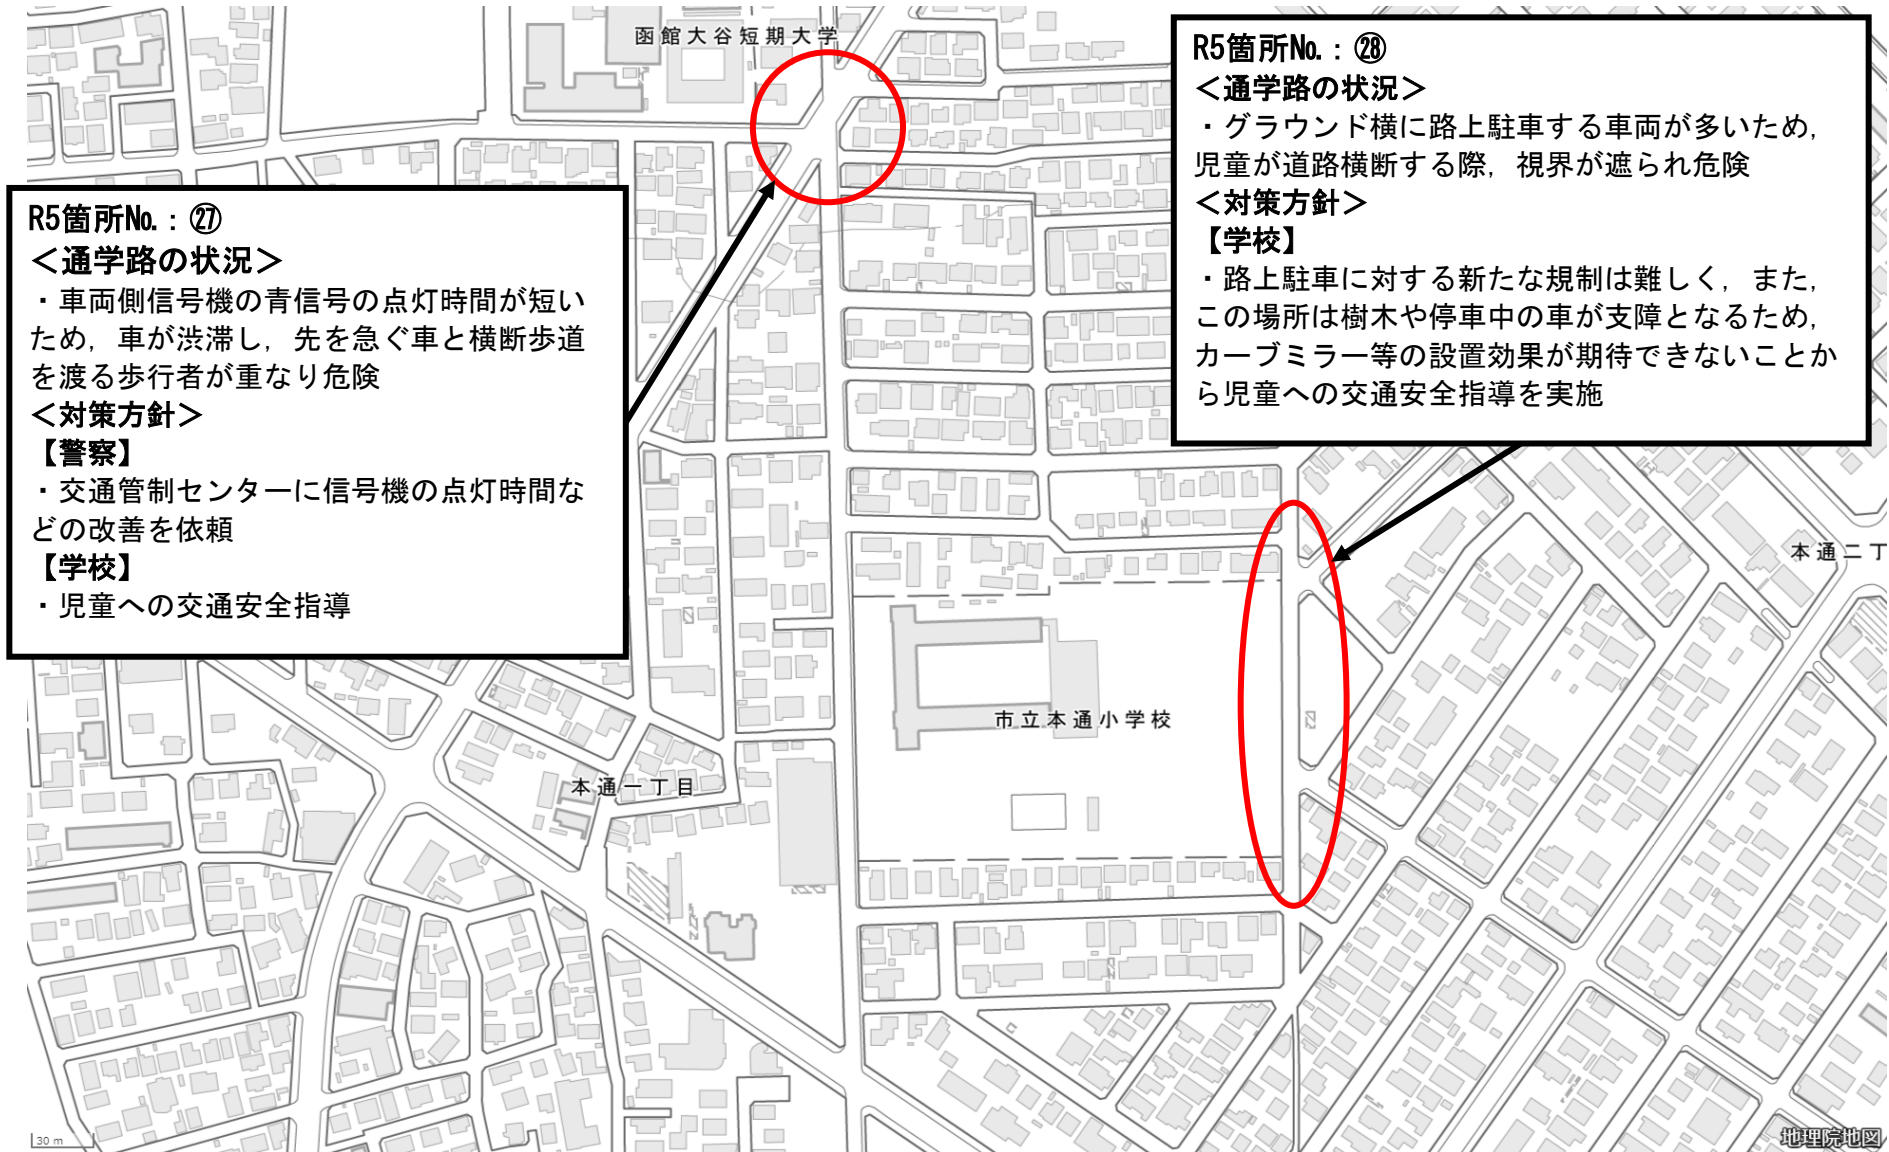 函館大谷短期大学
R5箇所No.：㉗
＜通学路の状況＞
・車両側信号機の青信号の点灯時間が短い
ため，車が渋滞し，先を急ぐ車と横断歩道
を渡る歩行者が重なり危険
＜対策方針＞
【警察】
・交通管制センターに信号機の点灯時間な
どの改善を依頼
【学校】
・児童への交通安全指導
R5箇所No.：㉘
＜通学路の状況＞
・グラウンド横に路上駐車する車両が多いため，
児童が道路横断する際，視界が遮られ危険
＜対策方針＞
【学校】
・路上駐車に対する新たな規制は難しく，また，
この場所は樹木や停車中の車が支障となるため，
カーブミラー等の設置効果が期待できないことか
ら児童への交通安全指導を実施
本通二丁
市立本通小学校
本通一丁目
30 m
地理院地図